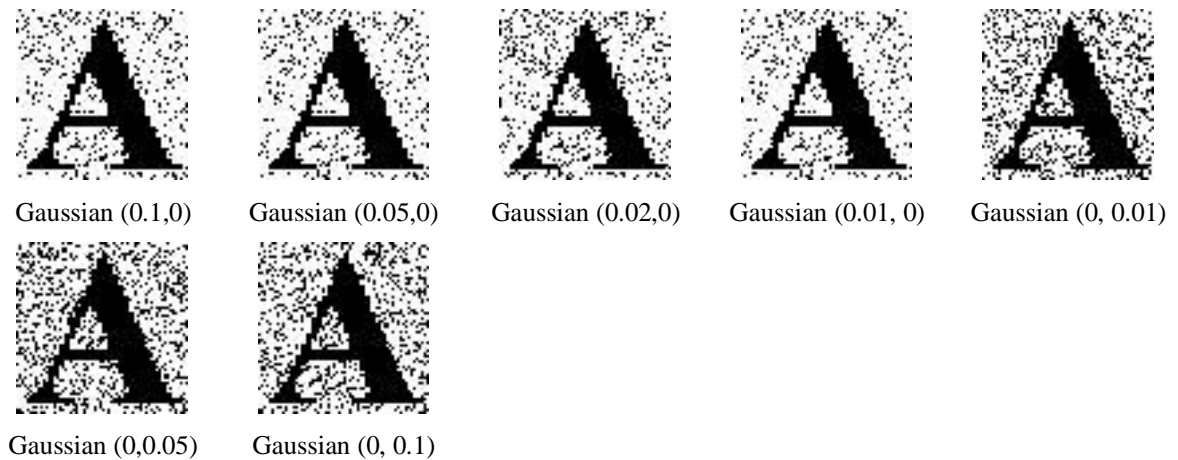 A A A A A
Gaussian (0.1,0) Gaussian (0.05,0) Gaussian (0.02,0) Gaussian (0.01, 0) Gaussian (0, 0.01)
A A
Gaussian (0,0.05) Gaussian (0, 0.1)